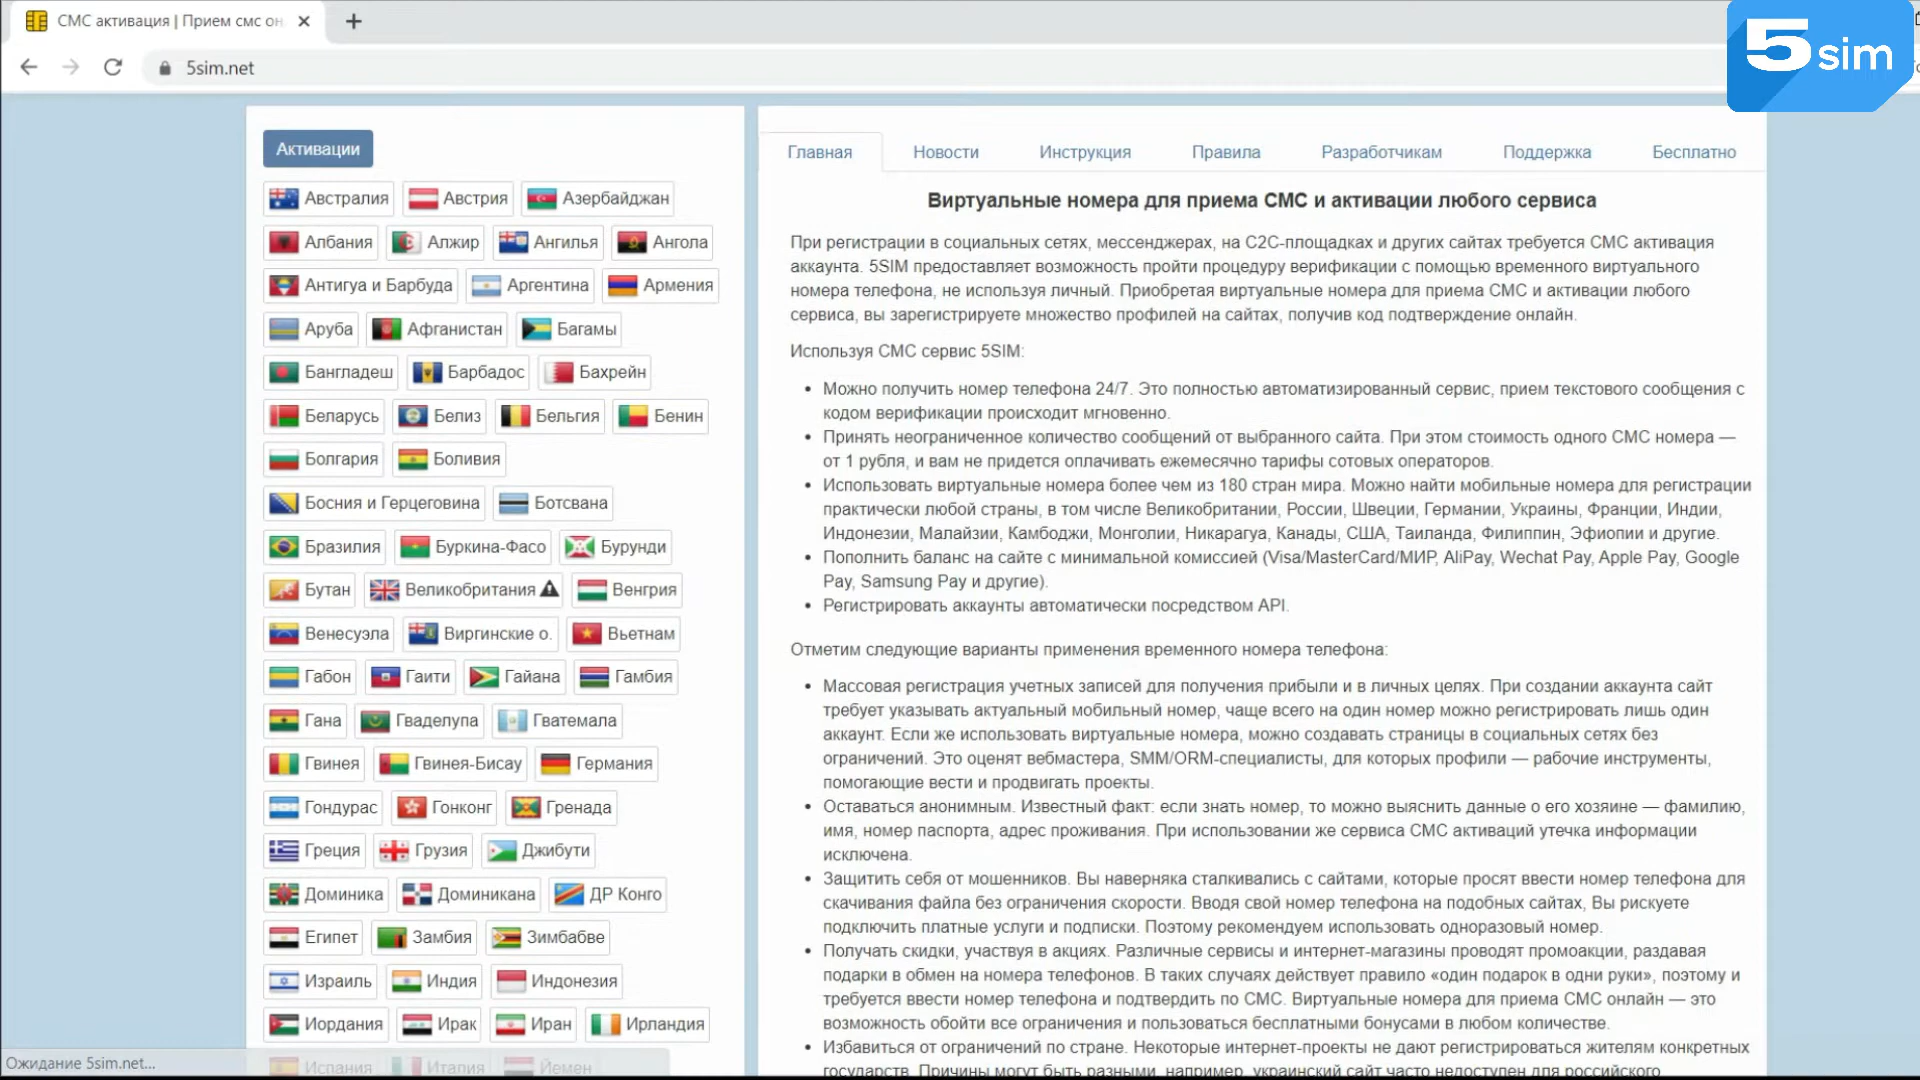 СМС активация | Прием смс он
5sim.net
5sim
Активации
Австралия Австрия Азербайджан
Албания Алжир Ангилья Ангола
Антигуа и Барбуда Аргентина Армения
Аруба Афганистан Багамы
Бангладеш Барбадос Бахрейн
Беларусь Белиз Бельгия Бенин
Болгария Боливия
Босния и Герцеговина Ботсвана
Бразилия Буркина-Фасо Бурунди
Бутан Великобритания Венгрия
Венесуэла Виргинские о. Вьетнам
Габон Гаити Гайана Гамбия
Гана Гваделупа Гватемала
Гвинея Гвинея-Бисау Германия
Гондурас Гонконг Гренада
Греция Грузия Джибути
Доминика Доминикана ДР Конго
Египет Замбия Зимбабве
Израиль Индия Индонезия
Иордания Ирак Иран Ирландия
Испания Италия Йемен
Ожидание 5sim.net...
Главная Новости Инструкция Правила Разработчикам Поддержка Бесплатно
Виртуальные номера для приема СМС и активации любого сервиса
При регистрации в социальных сетях, мессенджерах, на C2C-площадках и других сайтах требуется СМС активация
аккаунта. 5SIM предоставляет возможность пройти процедуру верификации с помощью временного виртуального
номера телефона, не используя личный. Приобретая виртуальные номера для приема СМС и активации любого
сервиса, вы зарегистрируете множество профилей на сайтах, получив код подтверждение онлайн.
Используя СМС сервис 5SIM:
• Можно получить номер телефона 24/7. Это полностью автоматизированный сервис, прием текстового сообщения с
кодом верификации происходит мгновенно.
• Принять неограниченное количество сообщений от выбранного сайта. При этом стоимость одного СМС номера —
от 1 рубля, и вам не придется оплачивать ежемесячно тарифы сотовых операторов.
• Использовать виртуальные номера более чем из 180 стран мира. Можно найти мобильные номера для регистрации
практически любой страны, в том числе Великобритании, России, Швеции, Германии, Украины, Франции, Индии,
Индонезии, Малайзии, Камбоджи, Монголии, Никарагуа, Канады, США, Таиланда, Филиппин, Эфиопии и другие.
• Пополнить баланс на сайте с минимальной комиссией (Visa/MasterCard/МИР, AliPay, Wechat Pay, Apple Pay, Google
Pay, Samsung Pay и другие).
• Регистрировать аккаунты автоматически посредством API.
Отметим следующие варианты применения временного номера телефона:
• Массовая регистрация учетных записей для получения прибыли и в личных целях. При создании аккаунта сайт
требует указывать актуальный мобильный номер, чаще всего на один номер можно регистрировать лишь один
аккаунт. Если же использовать виртуальные номера, можно создавать страницы в социальных сетях без
ограничений. Это оценят вебмастера, SMM/ORM-специалисты, для которых профили — рабочие инструменты,
помогающие вести и продвигать проекты.
• Оставаться анонимным. Известный факт: если знать номер, то можно выяснить данные о его хозяине — фамилию,
имя, номер паспорта, адрес проживания. При использовании же сервиса СМС активаций утечка информации
исключена.
• Защитить себя от мошенников. Вы наверняка сталкивались с сайтами, которые просят ввести номер телефона для
скачивания файла без ограничения скорости. Вводя свой номер телефона на подобных сайтах, Вы рискуете
подключить платные услуги и подписки. Поэтому рекомендуем использовать одноразовый номер.
• Получать скидки, участвуя в акциях. Различные сервисы и интернет-магазины проводят промоакции, раздавая
подарки в обмен на номера телефонов. В таких случаях действует правило «один подарок в одни руки», поэтому и
требуется ввести номер телефона и подтвердить по СМС. Виртуальные номера для приема СМС онлайн — это
возможность обойти все ограничения и пользоваться бесплатными бонусами в любом количестве.
• Избавиться от ограничений по стране. Некоторые интернет-проекты не дают регистрироваться жителям конкретных
государств. Причины могут быть разными, например, украинский сайт часто недоступен для российского